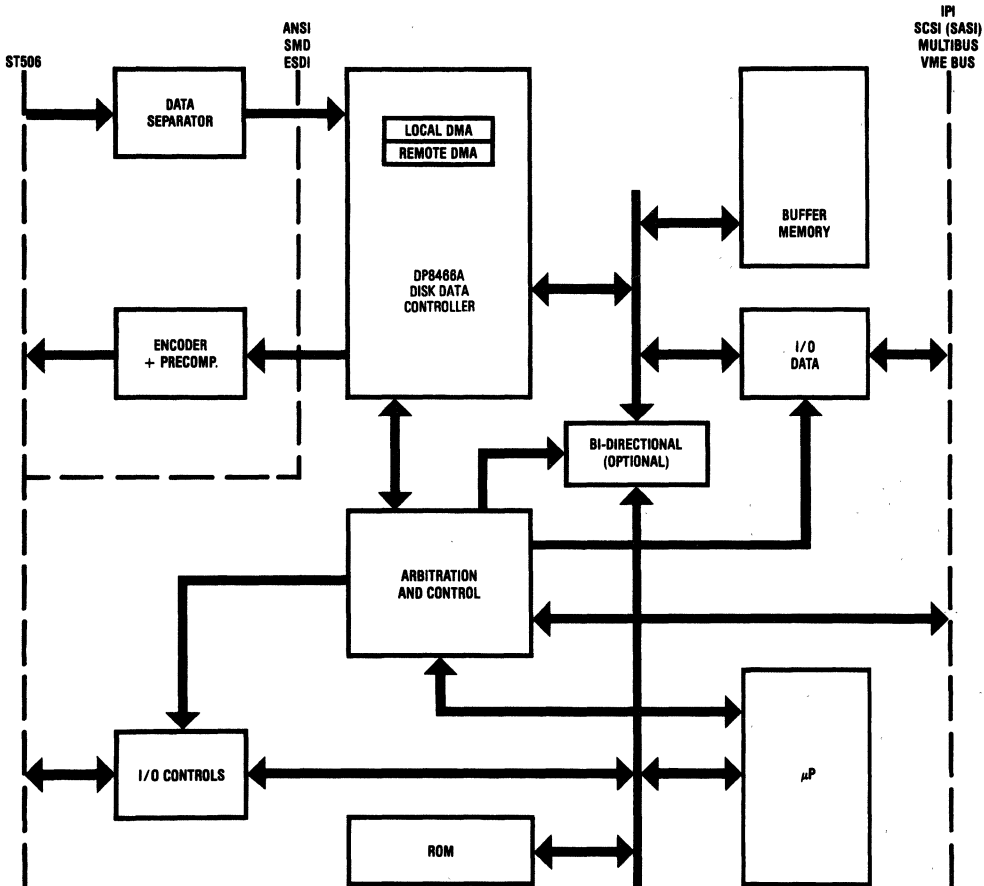 IPI
SCSI (SASI)
MULTIBUS
VME BUS
ANSI
SMD
ESDI
ST506
DATA
SEPARATOR
LOCAL DMA
REMOTE DMA
BUFFER
MEMORY
DP8466A
DISK DATA
CONTROLLER
ENCODER
+ PRECOMP.
I/O
DATA
BI-DIRECTIONAL
(OPTIONAL)
ARBITRATION
AND CONTROL
I/O CONTROLS
μP
ROM